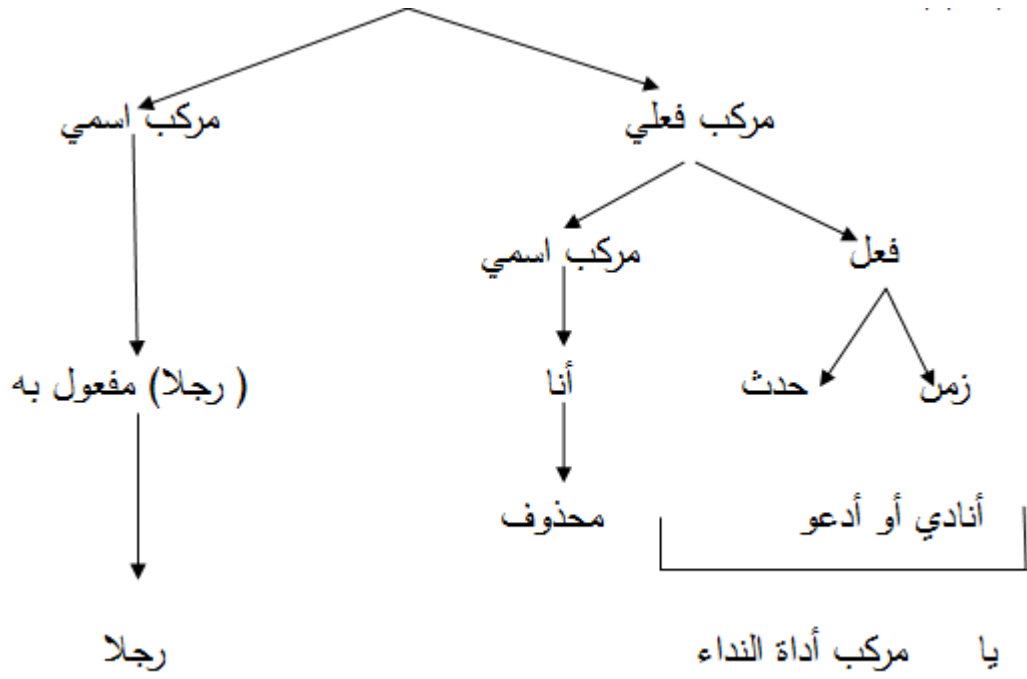 مركب فعلي مركب اسمي
فعل مركب اسمي
زمن حدث أنا (رجلا) مفعول به
أنادي أو أدعو محذوف
يا مركب أداة النداء رجلا